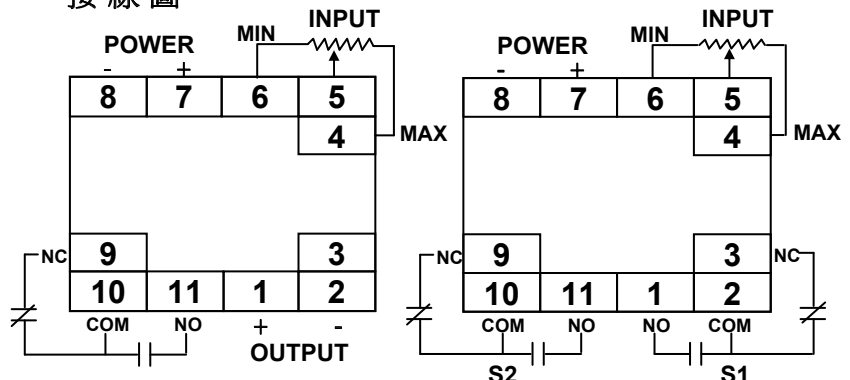 接線圖
INPUT
POWER MIN
- +
8 7 6 5
4 MAX
NC 9 3
10 11 1 2
COM NO + -
OUTPUT
INPUT
POWER MIN
- +
8 7 6 5
4 MAX
NC 9 3 NC
10 11 1 2
COM NO NO COM
S2 S1